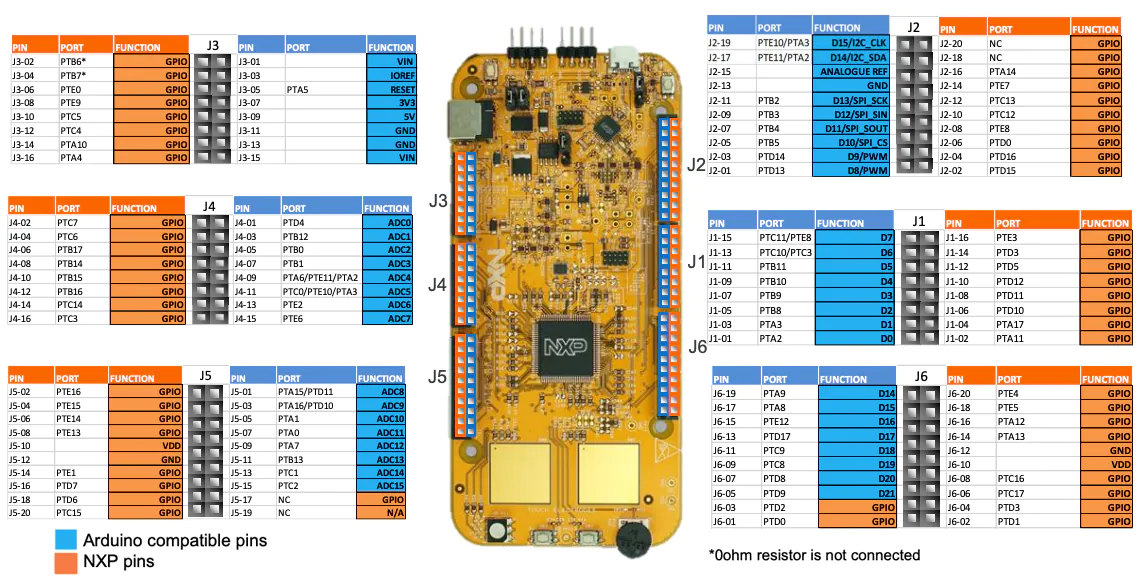 J3
PIN PORT FUNCTION PIN PORT FUNCTION
J3-02 PTB6* GPIO J3-01 VIN
J3-04 PTB7* GPIO J3-03 IOREF
J3-06 PTE0 GPIO J3-05 PTA5 RESET
J3-08 PTE9 GPIO J3-07 3V3
J3-10 PTC5 GPIO J3-09 5V
J3-12 PTC4 GPIO J3-11 GND
J3-14 PTA10 GPIO J3-13 GND
J3-16 PTA4 GPIO J3-15 VIN
J4
PIN PORT FUNCTION PIN PORT FUNCTION
J4-02 PTC7 GPIO J4-01 PTD4 ADC0
J4-04 PTC6 GPIO J4-03 PTB12 ADC1
J4-06 PTB17 GPIO J4-05 PTB0 ADC2
J4-08 PTB14 GPIO J4-07 PTB1 ADC3
J4-10 PTB15 GPIO J4-09 PTA6/PTE11/PTA2 ADC4
J4-12 PTB16 GPIO J4-11 PTC0/PTE10/PTA3 ADC5
J4-14 PTC14 GPIO J4-13 PTE2 ADC6
J4-16 PTC3 GPIO J4-15 PTE6 ADC7
J5
PIN PORT FUNCTION PIN PORT FUNCTION
J5-02 PTE16 GPIO J5-01 PTA15/PTD11 ADC8
J5-04 PTE15 GPIO J5-03 PTA16/PTD10 ADC9
J5-06 PTE14 GPIO J5-05 PTA1 ADC10
J5-08 PTE13 GPIO J5-07 PTA0 ADC11
J5-10 VDD J5-09 PTA7 ADC12
J5-12 GND J5-11 PTB13 ADC13
J5-14 PTE1 GPIO J5-13 PTC1 ADC14
J5-16 PTD7 GPIO J5-15 PTC2 ADC15
J5-18 PTD6 GPIO J5-17 NC GPIO
J5-20 PTC15 GPIO J5-19 NC N/A
Arduino compatible pins
NXP pins
J3
J4
J5
NXP
NXP
J2
J1
J6
J2
PIN PORT FUNCTION PIN PORT FUNCTION
J2-19 PTE10/PTA3 D15/I2C_CLK J2-20 NC GPIO
J2-17 PTE11/PTA2 D14/I2C_SDA J2-18 NC GPIO
J2-15 ANALOGUE REF J2-16 PTA14 GPIO
J2-13 GND J2-14 PTE7 GPIO
J2-11 PTB2 D13/SPI_SCK J2-12 PTC13 GPIO
J2-09 PTB3 D12/SPI_SIN J2-10 PTC12 GPIO
J2-07 PTB4 D11/SPI_SOUT J2-08 PTE8 GPIO
J2-05 PTB5 D10/SPI_CS J2-06 PTD0 GPIO
J2-03 PTD14 D9/PWM J2-04 PTD16 GPIO
J2-01 PTD13 D8/PWM J2-02 PTD15 GPIO
J1
PIN PORT FUNCTION PIN PORT FUNCTION
J1-15 PTC11/PTE8 D7 J1-16 PTE3 GPIO
J1-13 PTC10/PTC3 D6 J1-14 PTD3 GPIO
J1-11 PTB11 D5 J1-12 PTD5 GPIO
J1-09 PTB10 D4 J1-10 PTD12 GPIO
J1-07 PTB9 D3 J1-08 PTD11 GPIO
J1-05 PTB8 D2 J1-06 PTD10 GPIO
J1-03 PTA3 D1 J1-04 PTA17 GPIO
J1-01 PTA2 D0 J1-02 PTA11 GPIO
J6
PIN PORT FUNCTION PIN PORT FUNCTION
J6-19 PTA9 D14 J6-20 PTE4 GPIO
J6-17 PTA8 D15 J6-18 PTE5 GPIO
J6-15 PTE12 D16 J6-16 PTA12 GPIO
J6-13 PTD17 D17 J6-14 PTA13 GPIO
J6-11 PTC9 D18 J6-12 GND
J6-09 PTC8 D19 J6-10 VDD
J6-07 PTD8 D20 J6-08 PTC16 GPIO
J6-05 PTD9 D21 J6-06 PTC17 GPIO
J6-03 PTD2 GPIO J6-04 PTD3 GPIO
J6-01 PTD0 GPIO J6-02 PTD1 GPIO
*0ohm resistor is not connected